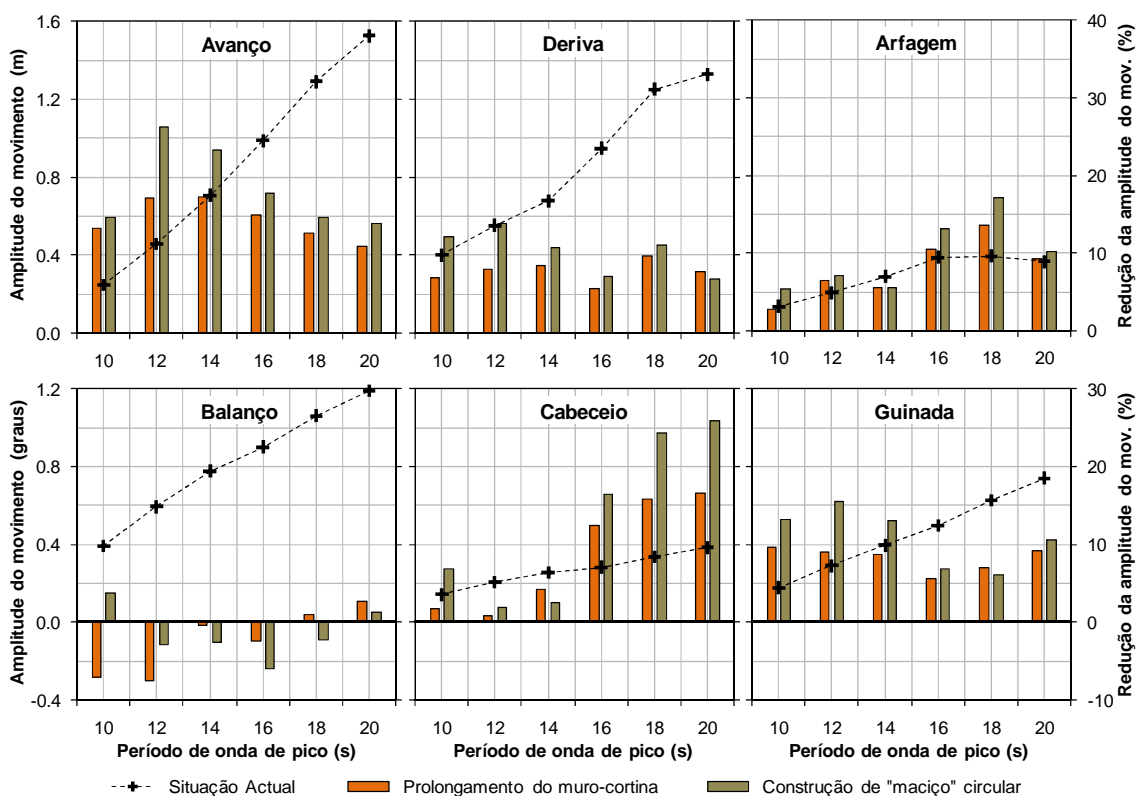 Avanço
Deriva
Arfagem
Amplitude do movimento (m)
1.6
1.2
0.8
0.4
0.0
40
30
20
10
0
Redução da amplitude do mov. (%)
10 12 14 16 18 20
10 12 14 16 18 20
10 12 14 16 18 20
Balanço
Cabeceio
Guinada
Amplitude do movimento (graus)
1.2
0.8
0.4
0.0
-0.4
30
20
10
0
-10
Redução da amplitude do mov. (%)
10 12 14 16 18 20
10 12 14 16 18 20
10 12 14 16 18 20
Período de onda de pico (s)
Período de onda de pico (s)
Período de onda de pico (s)
Situação Actual
Prolongamento do muro-cortina
Construção de "maciço" circular